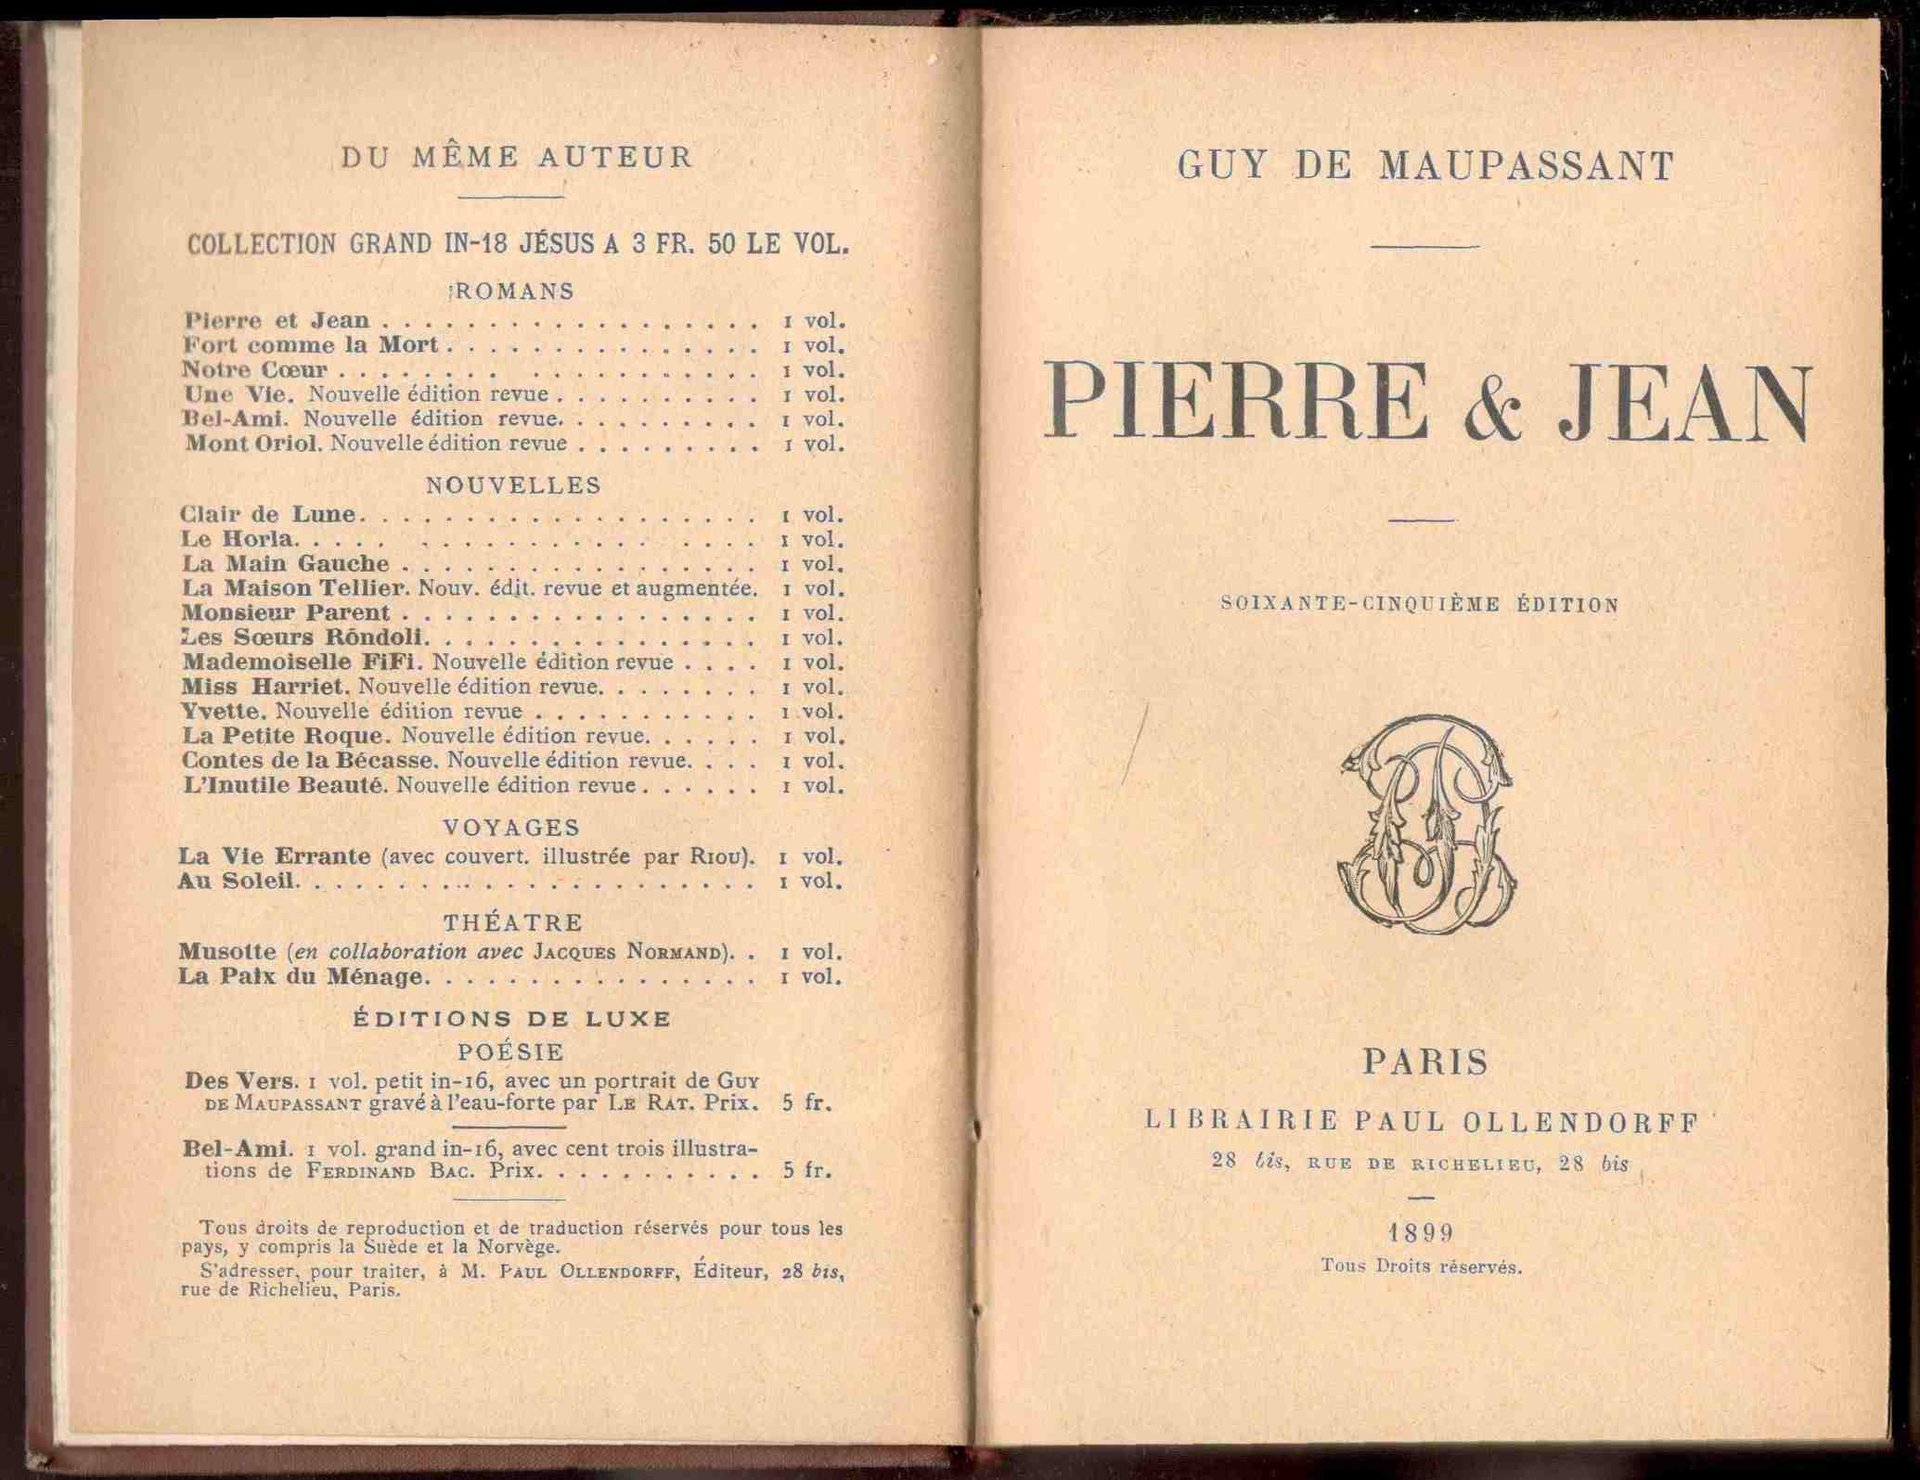 DU MÊME AUTEUR
COLLECTION GRAND IN-18 JÉSUS A 3 FR. 50 LE VOL.
ROMANS
Pierre et Jean . . . . . . . . . . . . . . . . . . 1 vol.
Fort comme la Mort . . . . . . . . . . . . . . . 1 vol.
Notre Cœur . . . . . . . . . . . . . . . . . . . 1 vol.
Une Vie. Nouvelle édition revue . . . . . . . . . . 1 vol.
Bel-Ami. Nouvelle édition revue. . . . . . . . . . 1 vol.
Mont Oriol. Nouvelle édition revue . . . . . . . . . 1 vol.
NOUVELLES
Clair de Lune. . . . . . . . . . . . . . . . . . . 1 vol.
Le Horla. . . . . . . . . . . . . . . . . . . . 1 vol.
La Main Gauche . . . . . . . . . . . . . . . . . 1 vol.
La Maison Tellier. Nouv. édit. revue et augmentée. 1 vol.
Monsieur Parent . . . . . . . . . . . . . . . . . 1 vol.
Les Sœurs Rôndoli. . . . . . . . . . . . . . . . 1 vol.
Mademoiselle FiFi. Nouvelle édition revue . . . . 1 vol.
Miss Harriet. Nouvelle édition revue. . . . . . . . 1 vol.
Yvette. Nouvelle édition revue . . . . . . . . . . . 1 vol.
La Petite Roque. Nouvelle édition revue. . . . . . 1 vol.
Contes de la Bécasse. Nouvelle édition revue. . . . 1 vol.
L'Inutile Beauté. Nouvelle édition revue . . . . . . 1 vol.
VOYAGES
La Vie Errante (avec couvert. illustrée par RIOU). 1 vol.
Au Soleil. . . . . . . . . . . . . . . . . . . . . . 1 vol.
THÉATRE
Musotte (en collaboration avec JACQUES NORMAND). . 1 vol.
La Paix du Ménage. . . . . . . . . . . . . . . . 1 vol.
ÉDITIONS DE LUXE
POÉSIE
Des Vers. 1 vol. petit in-16, avec un portrait de GUY
DE MAUPASSANT gravé à l'eau-forte par LE RAT. Prix. 5 fr.
Bel-Ami. 1 vol. grand in-16, avec cent trois illustra-
tions de FERDINAND BAC. Prix. . . . . . . . . . . 5 fr.
Tous droits de reproduction et de traduction réservés pour tous les
pays, y compris la Suède et la Norvège.
S'adresser, pour traiter, à M. PAUL OLLENDORFF, Éditeur, 28 bis,
rue de Richelieu, Paris.
GUY DE MAUPASSANT
PIERRE & JEAN
SOIXANTE-CINQUIÈME ÉDITION
PARIS
LIBRAIRIE PAUL OLLENDORFF
28 bis, RUE DE RICHELIEU, 28 bis
1899
Tous Droits réservés.